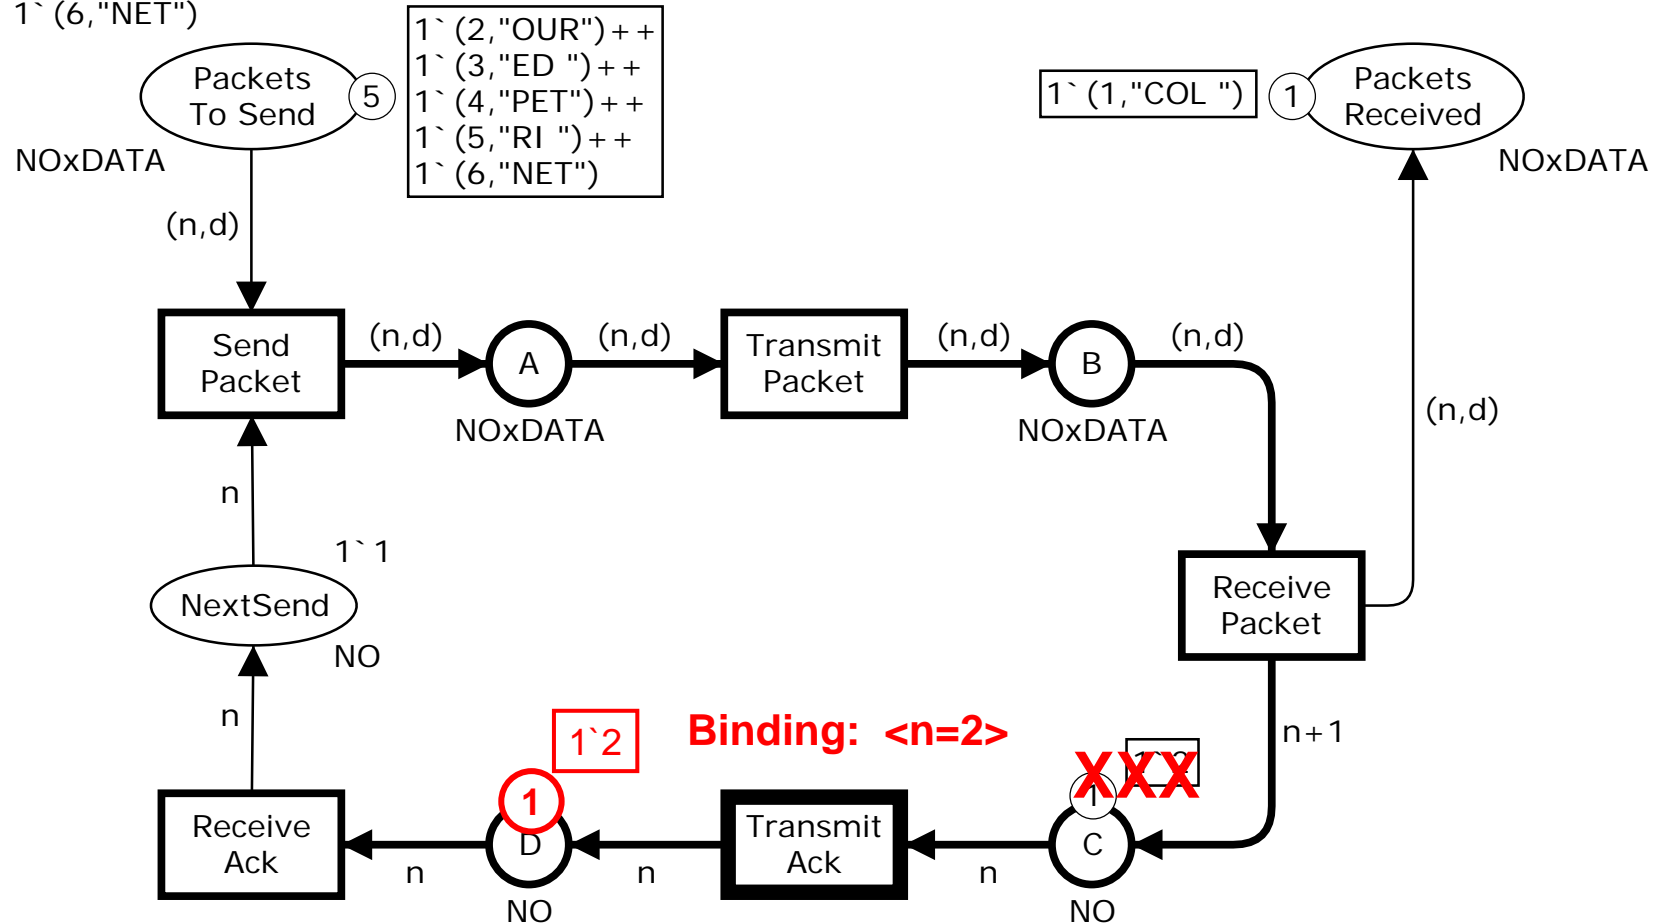 1`(6,"NET")
Packets
To Send
5
1`(2,"OUR")++
1`(3,"ED ")++
1`(4,"PET")++
1`(5,"RI ")++
1`(6,"NET")
NOxDATA
1`(1,"COL ")
1
Packets
Received
NOxDATA
(n,d)
Send
Packet
(n,d)
A
NOxDATA
(n,d)
Transmit
Packet
(n,d)
B
NOxDATA
(n,d)
(n,d)
n
1`1
NextSend
NO
Receive
Packet
n
n+1
1`2
Binding: <n=2>
XXX
1
1
Receive
Ack
n
D
NO
n
Transmit
Ack
n
C
NO